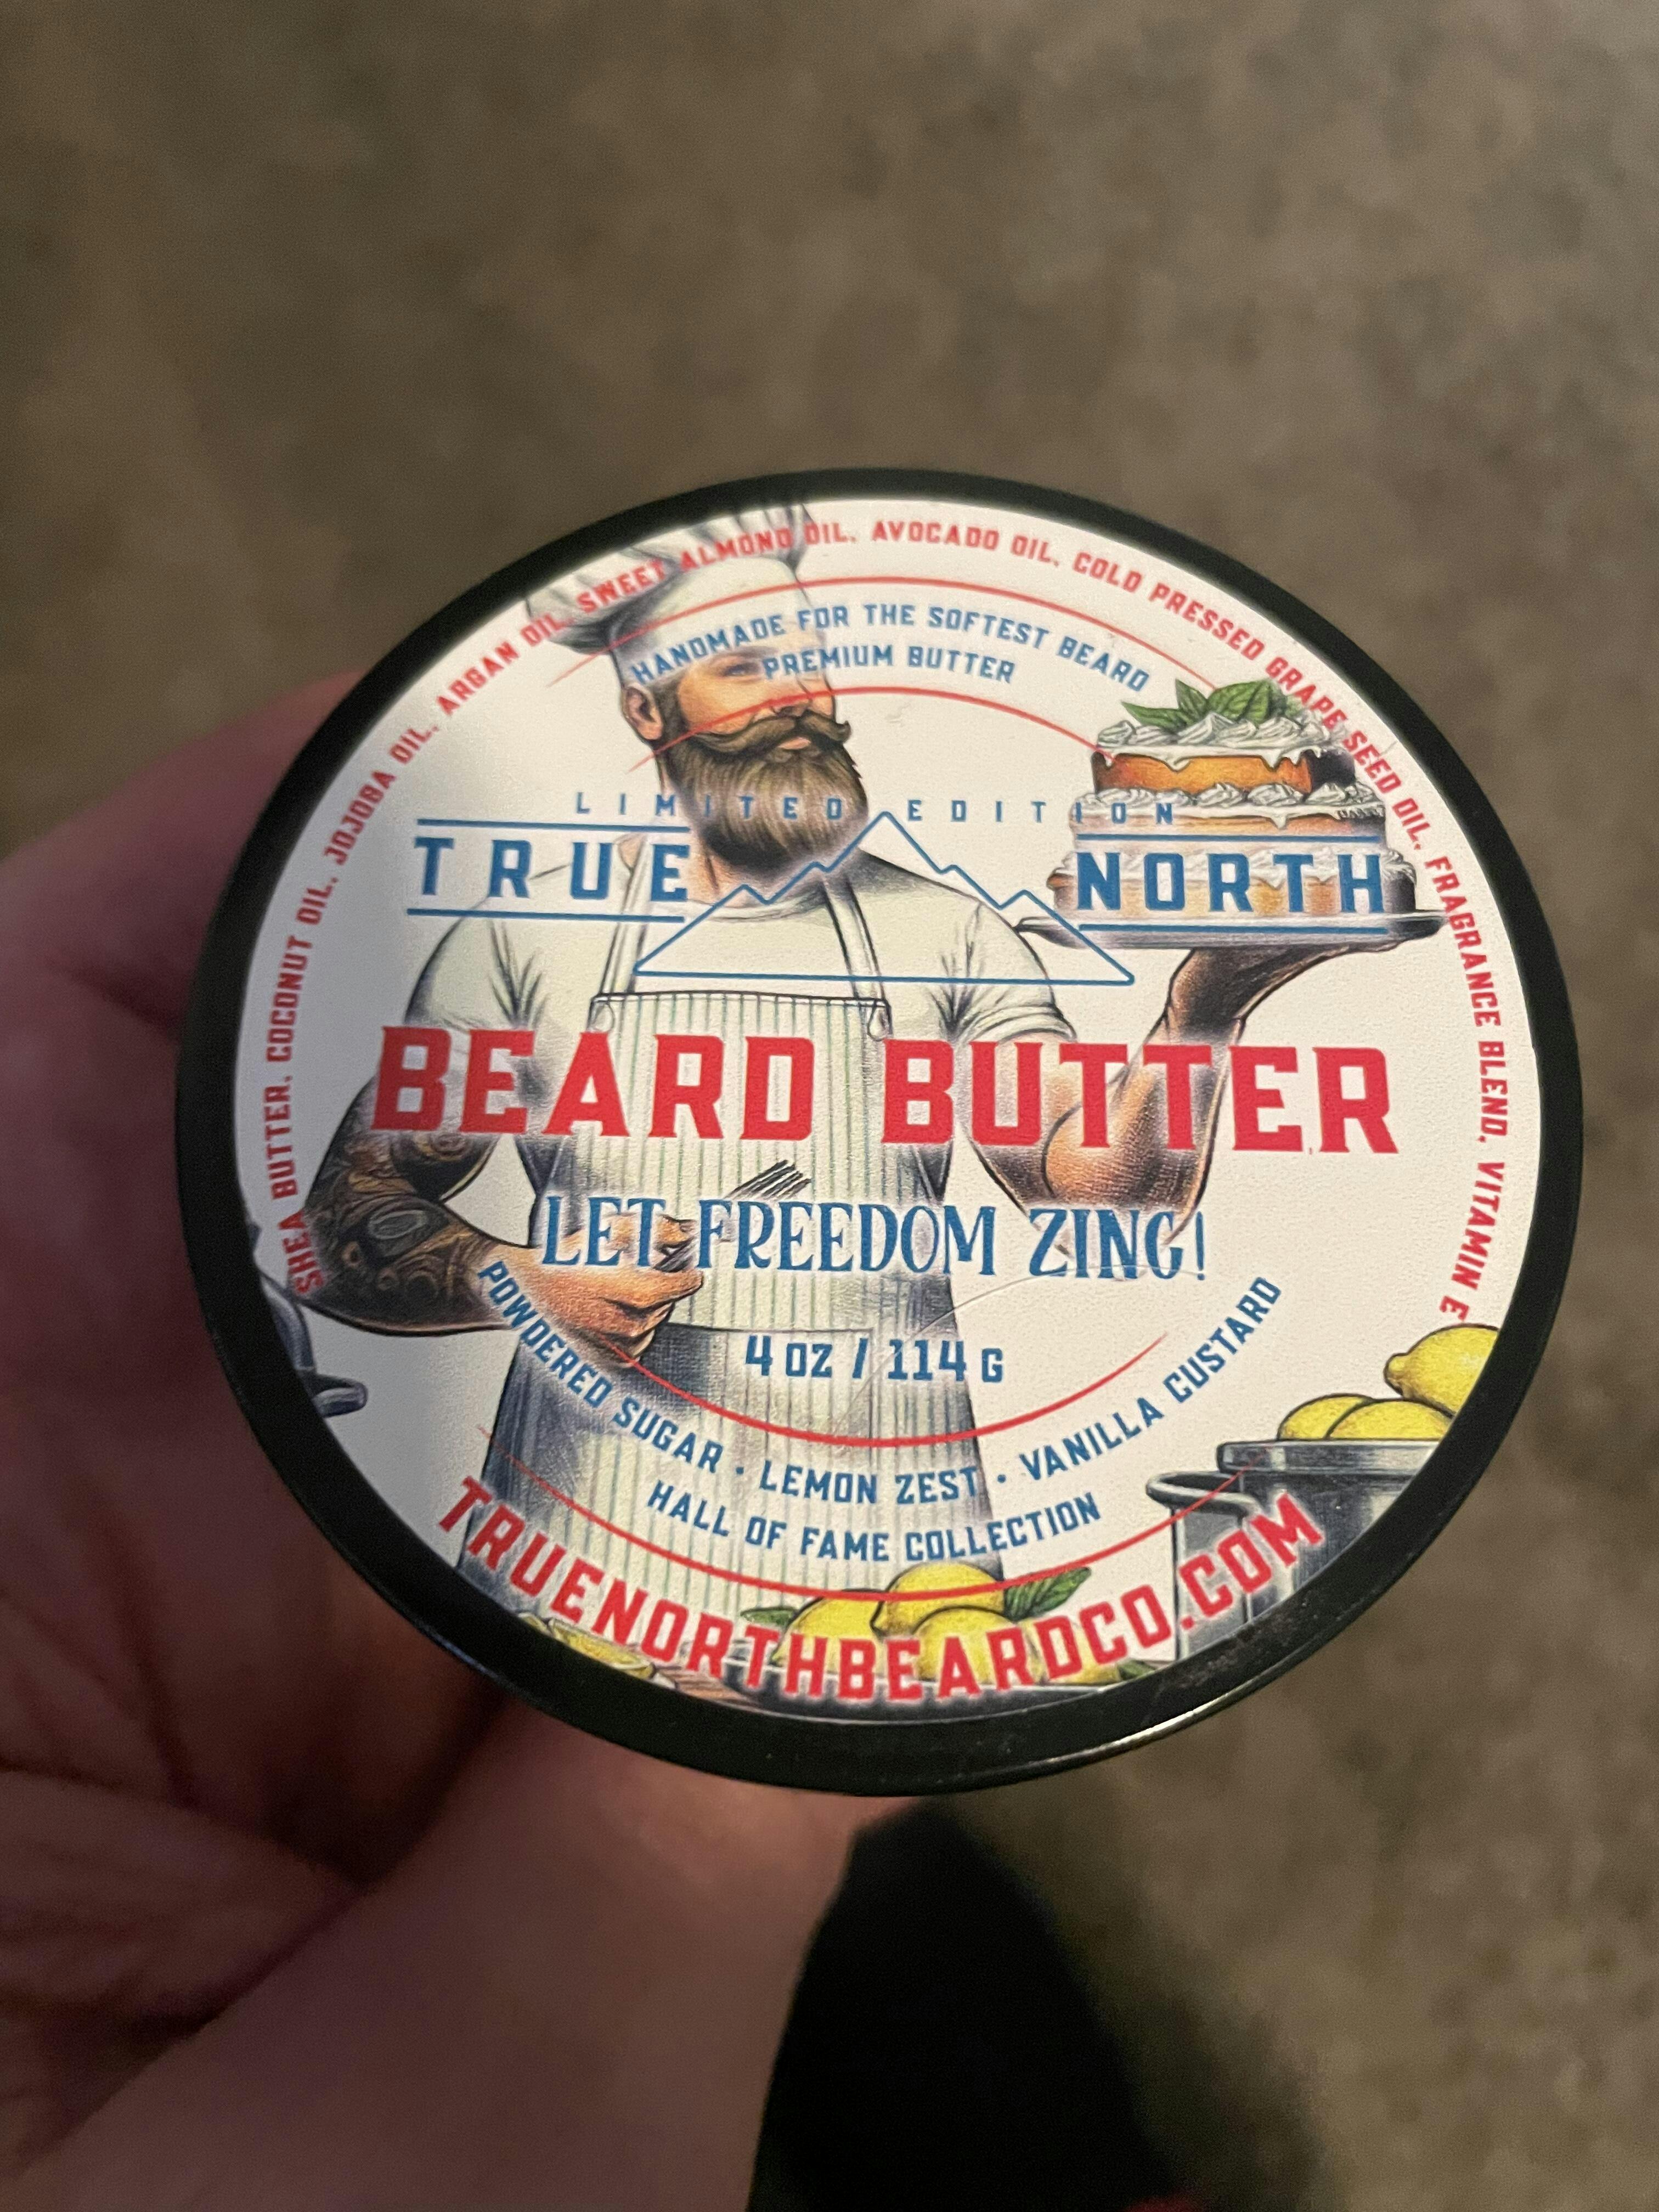 SHEA BUTTER, COCONUT OIL, JOJOBA OIL, ARGAN OIL, SWEET ALMOND OIL, AVOCADO OIL, COLD PRESSED GRAPE SEED OIL, FRAGRANCE BLEND, VITAMIN E
HANDMADE FOR THE SOFTEST BEARD
PREMIUM BUTTER
LIMITED EDITION
TRUE NORTH
BEARD BUTTER
LET FREEDOM ZING!
4 OZ / 114 G
POWDERED SUGAR · LEMON ZEST · VANILLA CUSTARD
HALL OF FAME COLLECTION
TRUENORTHBEARDCO.COM